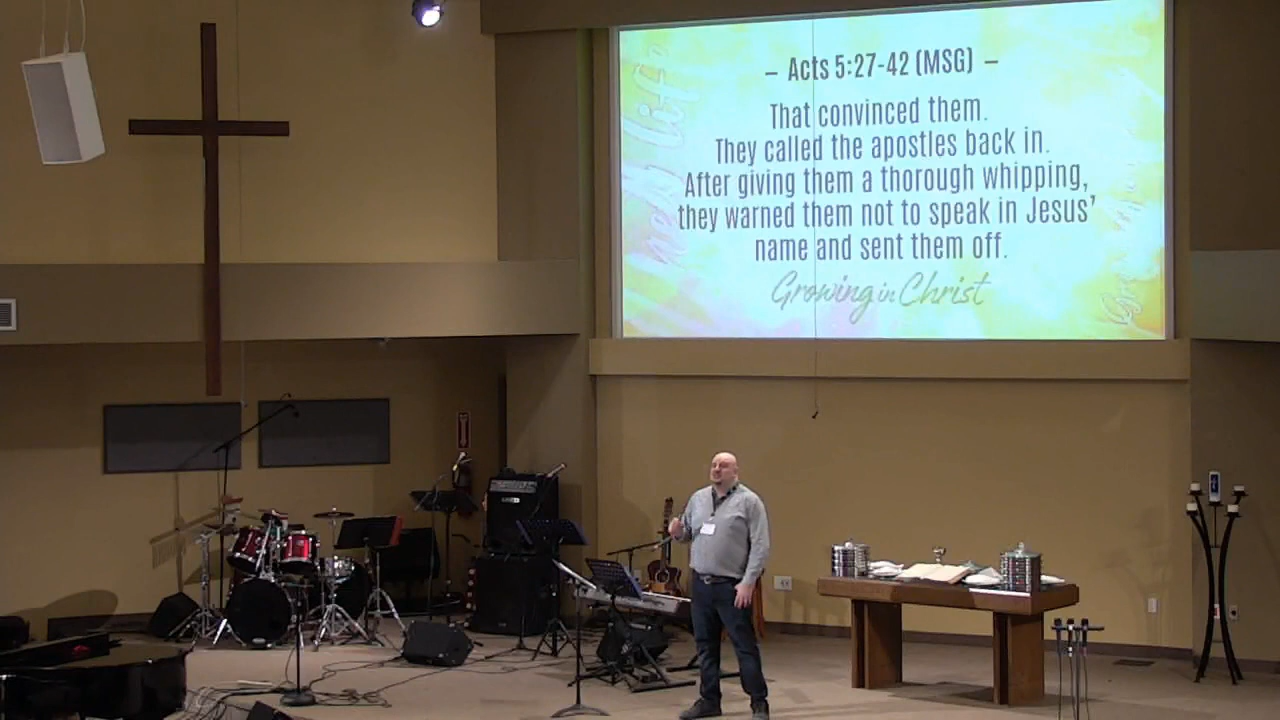 – Acts 5:27-42 (MSG) –
That convinced them.
They called the apostles back in.
After giving them a thorough whipping,
they warned them not to speak in Jesus’
name and sent them off.
Growing in Christ